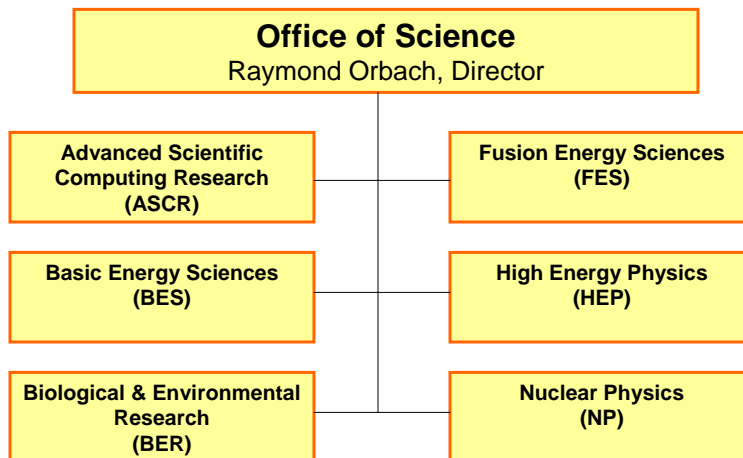 Office of Science
Raymond Orbach, Director
Advanced Scientific
Computing Research
(ASCR)
Fusion Energy Sciences
(FES)
Basic Energy Sciences
(BES)
High Energy Physics
(HEP)
Biological & Environmental
Research
(BER)
Nuclear Physics
(NP)